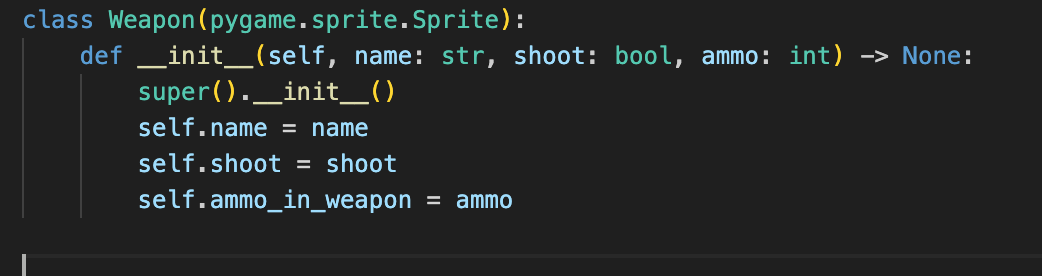 class Weapon(pygame.sprite.Sprite):
    def __init__(self, name: str, shoot: bool, ammo: int) -> None:
        super().__init__()
        self.name = name
        self.shoot = shoot
        self.ammo_in_weapon = ammo